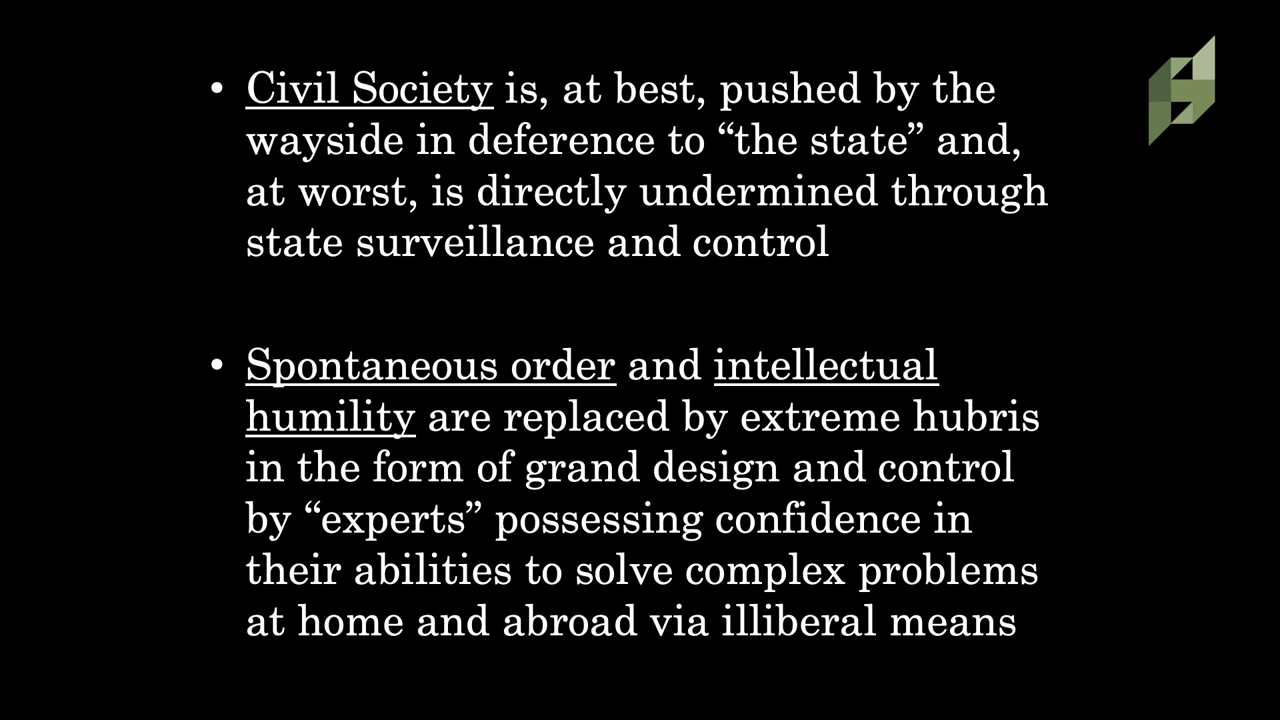 • Civil Society is, at best, pushed by the
wayside in deference to “the state” and,
at worst, is directly undermined through
state surveillance and control
• Spontaneous order and intellectual
humility are replaced by extreme hubris
in the form of grand design and control
by “experts” possessing confidence in
their abilities to solve complex problems
at home and abroad via illiberal means